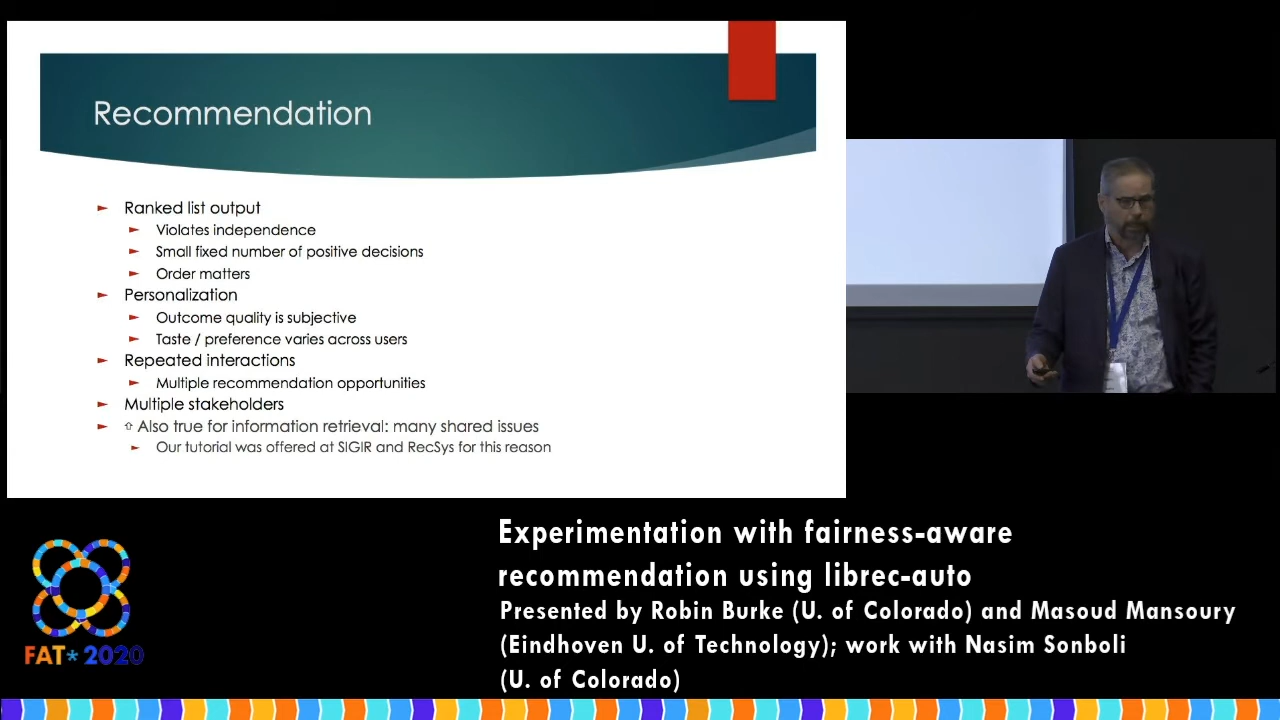 Recommendation
► Ranked list output
► Violates independence
► Small fixed number of positive decisions
► Order matters
► Personalization
► Outcome quality is subjective
► Taste / preference varies across users
► Repeated interactions
► Multiple recommendation opportunities
► Multiple stakeholders
► ⇧ Also true for information retrieval: many shared issues
► Our tutorial was offered at SIGIR and RecSys for this reason
Experimentation with fairness-aware
recommendation using librec-auto
Presented by Robin Burke (U. of Colorado) and Masoud Mansoury
(Eindhoven U. of Technology); work with Nasim Sonboli
(U. of Colorado)
FAT* 2020